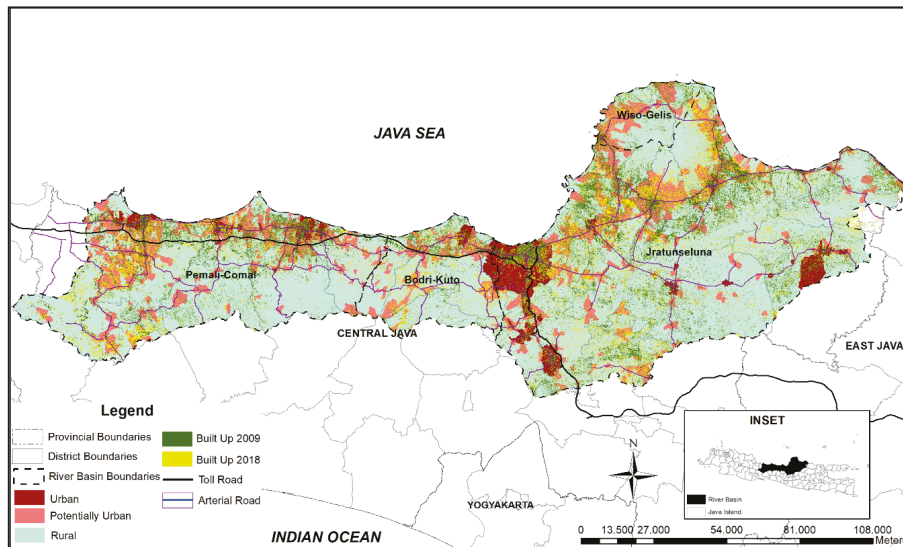 JAVA SEA
Wiso-Gelis
Pemali-Comal
Bodri-Kuto
Jratunseluna
CENTRAL JAVA
EAST JAVA
YOGYAKARTA
INDIAN OCEAN
Legend
Provincial Boundaries
District Boundaries
River Basin Boundaries
Urban
Potentially Urban
Rural
Built Up 2009
Built Up 2018
Toll Road
Arterial Road
N
INSET
River Basin
Java Island
0 13.500 27.000 54.000 81.000 108.000
Meters